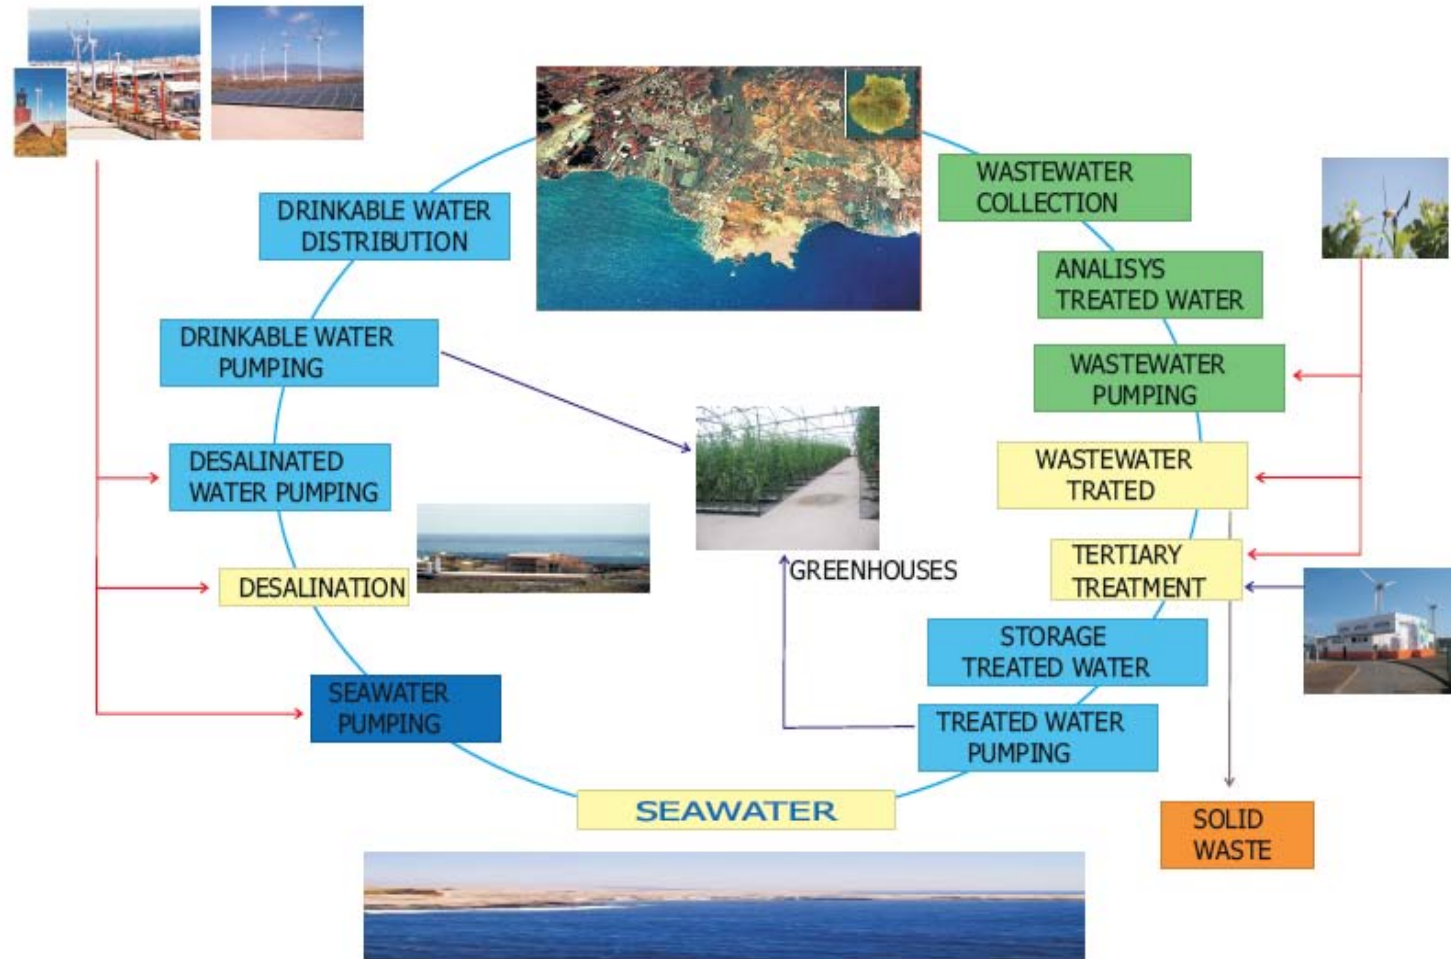 DRINKABLE WATER
DISTRIBUTION
DRINKABLE WATER
PUMPING
DESALINATED
WATER PUMPING
DESALINATION
SEAWATER
PUMPING
SEAWATER
GREENHOUSES
WASTEWATER
COLLECTION
ANALISYS
TREATED WATER
WASTEWATER
PUMPING
WASTEWATER
TRATED
TERTIARY
TREATMENT
STORAGE
TREATED WATER
TREATED WATER
PUMPING
SOLID
WASTE